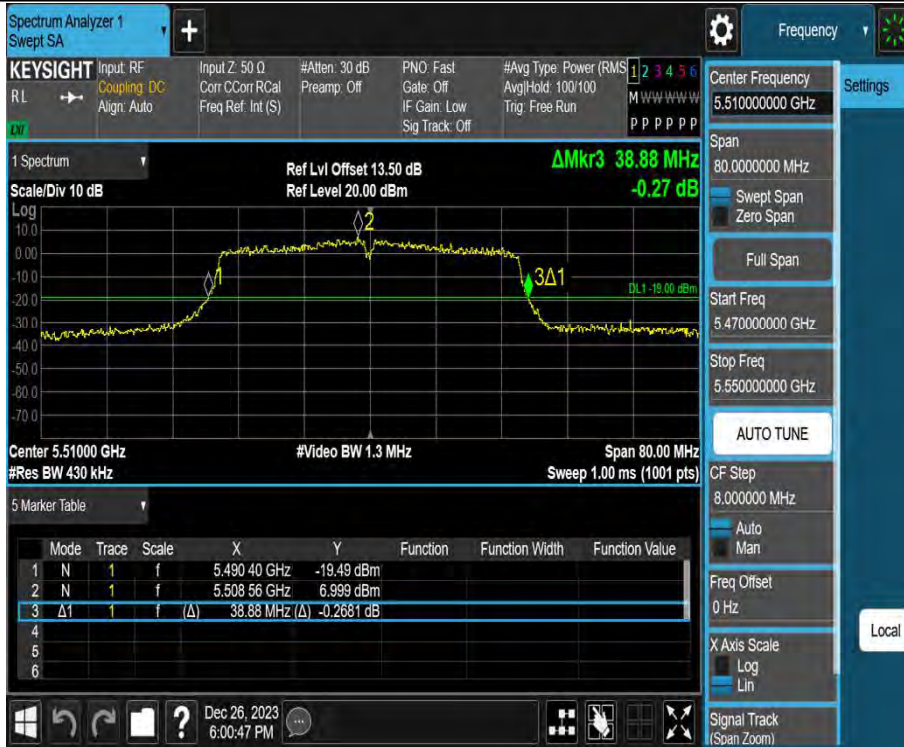 Spectrum Analyzer 1
Swept SA
+
Frequency
KEYSIGHT
RL
LXI
Input: RF
Coupling: DC
Align: Auto
Input Z: 50 Ω
Corr CCorr RCal
Freq Ref: Int (S)
#Atten: 30 dB
Preamp: Off
PNO: Fast
Gate: Off
IF Gain: Low
Sig Track: Off
#Avg Type: Power (RMS
Avg|Hold: 100/100
Trig: Free Run
1 2 3 4 5 6
M W W W W W
P P P P P P
1 Spectrum
Scale/Div 10 dB
Ref Lvl Offset 13.50 dB
Ref Level 20.00 dBm
ΔMkr3 38.88 MHz
-0.27 dB
Log
10.0
0.00
-10.0
-20.0
-30.0
-40.0
-50.0
-60.0
-70.0
2
1
3Δ1
DL1 -19.00 dBm
Center 5.51000 GHz
#Video BW 1.3 MHz
Span 80.00 MHz
#Res BW 430 kHz
Sweep 1.00 ms (1001 pts)
5 Marker Table
Mode Trace Scale X Y Function Function Width Function Value
1 N 1 f 5.490 40 GHz -19.49 dBm
2 N 1 f 5.508 56 GHz 6.999 dBm
3 Δ1 1 f (Δ) 38.88 MHz (Δ) -0.2681 dB
4
5
6
Dec 26, 2023
6:00:47 PM
?
Center Frequency
5.510000000 GHz
Span
80.0000000 MHz
Swept Span
Zero Span
Full Span
Start Freq
5.470000000 GHz
Stop Freq
5.550000000 GHz
AUTO TUNE
CF Step
8.000000 MHz
Auto
Man
Freq Offset
0 Hz
X Axis Scale
Log
Lin
Signal Track
(Span Zoom)
Settings
Local